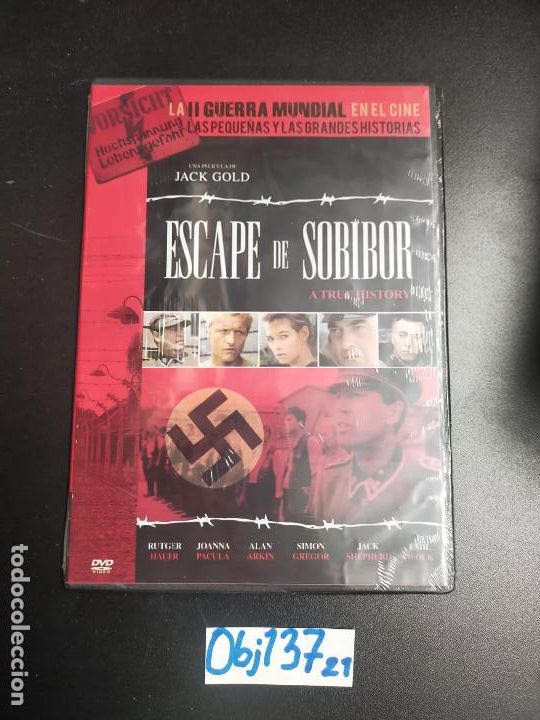 VORSICHT
Hochspannung
Lebensgefahr
LA II GUERRA MUNDIAL EN EL CINE
LAS PEQUEÑAS Y LAS GRANDES HISTORIAS
UNA PELICULA DE
JACK GOLD
ESCAPE DE SOBIBOR
A TRUE HISTORY
RUTGER HAUER
JOANNA PACULA
ALAN ARKIN
SIMON GREGOR
JACK SHEPHERD
EMIL WOLK
DVD
VIDEO
Obj137 21
todocoleccion